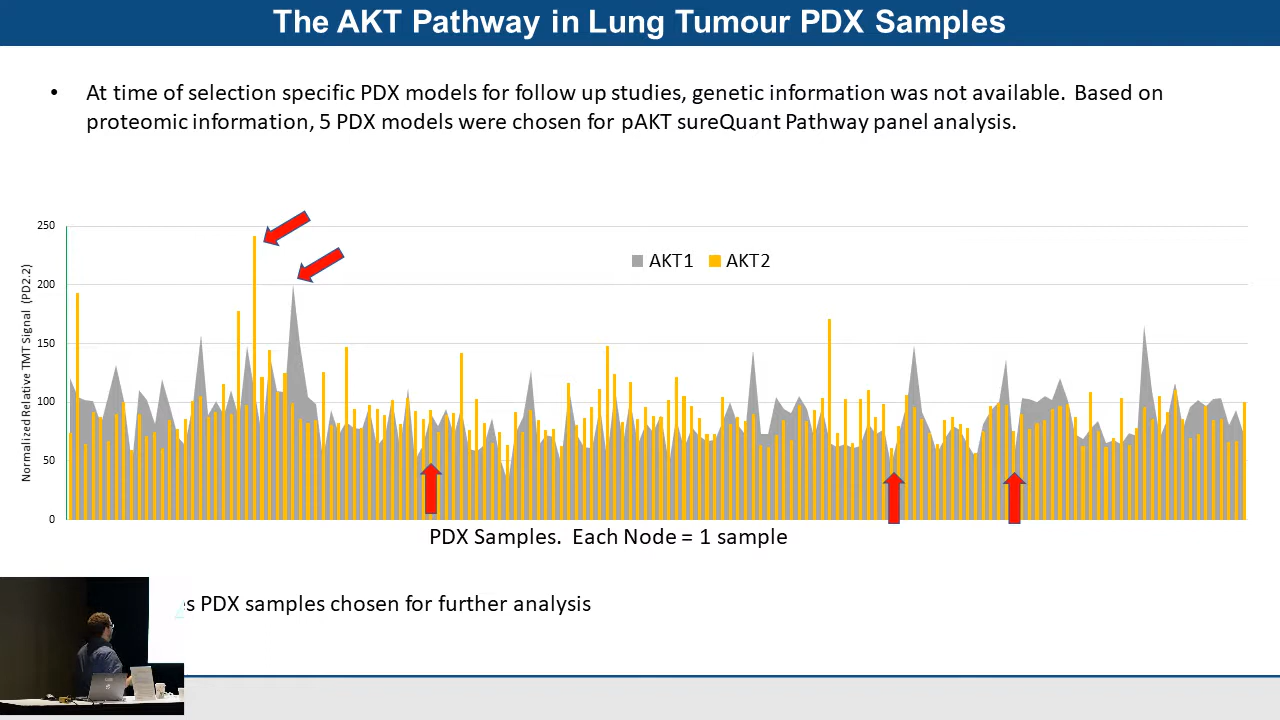 The AKT Pathway in Lung Tumour PDX Samples
• At time of selection specific PDX models for follow up studies, genetic information was not available.  Based on
proteomic information, 5 PDX models were chosen for pAKT sureQuant Pathway panel analysis.
Normalized Relative TMT Signal (PD2.2)
250
200
150
100
50
0
AKT1 AKT2
PDX Samples.  Each Node = 1 sample
PDX samples chosen for further analysis